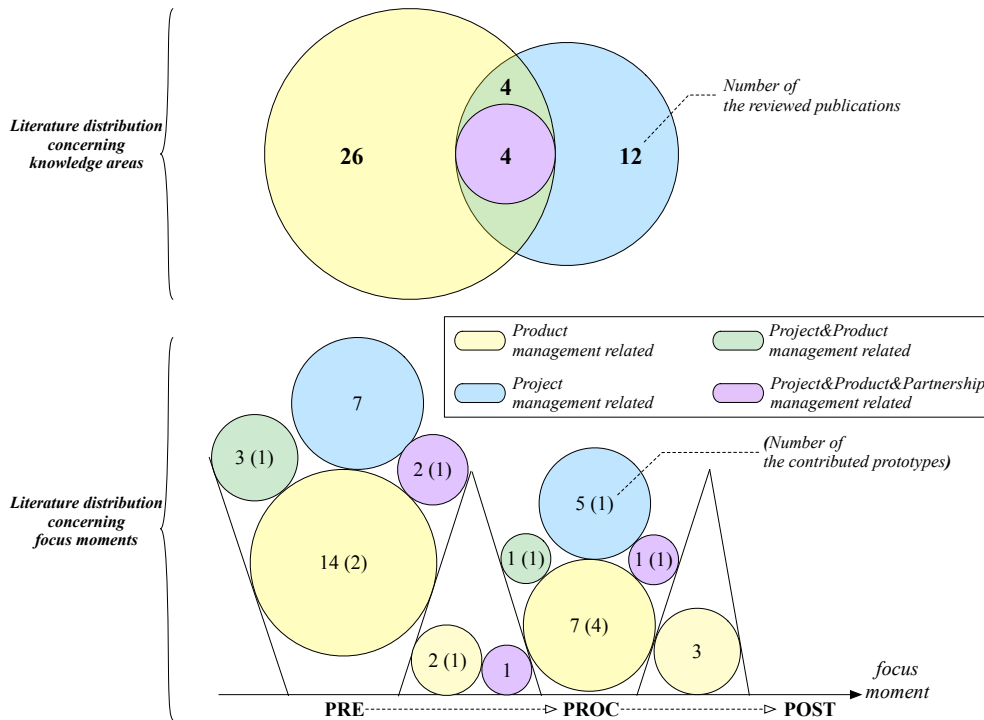 4
Number of
the reviewed publications
Literature distribution
concerning
knowledge areas
26
4
12
Product
management related
Project&Product
management related
Project
management related
Project&Product&Partnership
management related
7
3 (1)
2 (1)
(Number of
the contributed prototypes)
Literature distribution
concerning
focus moments
5 (1)
14 (2)
1 (1)
1 (1)
7 (4)
2 (1)
1
3
focus
moment
PRE
PROC
POST